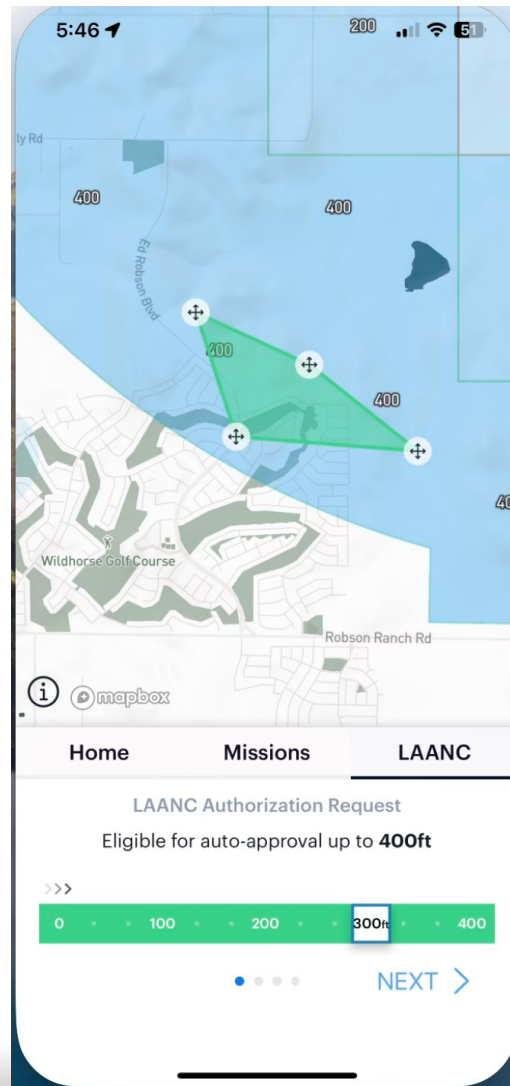 5:46
200
51
ly Rd
400
400
Ed Robson Blvd
400
400
40
Wildhorse Golf Course
Robson Ranch Rd
i
mapbox
Home Missions LAANC
LAANC Authorization Request
Eligible for auto-approval up to 400ft
>>>
0 100 200 300ft 400
NEXT >